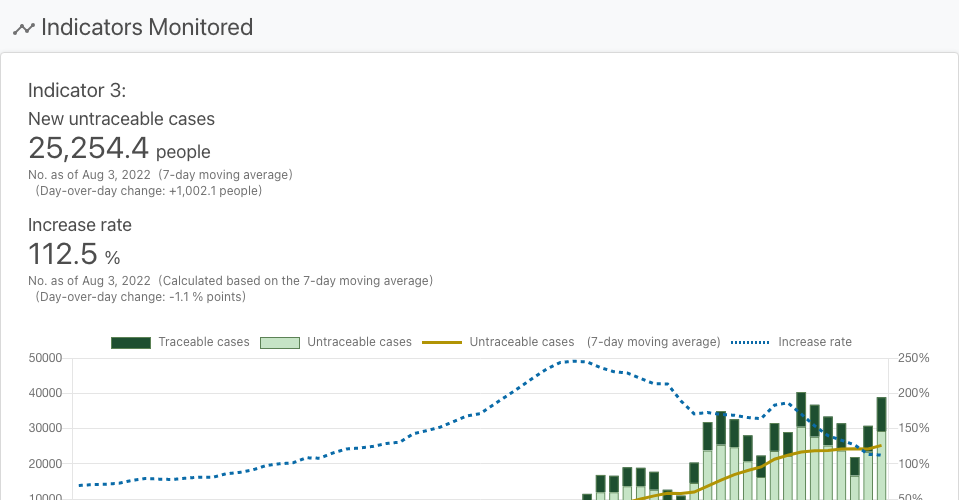 Indicators Monitored
Indicator 3:
New untraceable cases
25,254.4 people
No. as of Aug 3, 2022 (7-day moving average)
(Day-over-day change: +1,002.1 people)
Increase rate
112.5 %
No. as of Aug 3, 2022 (Calculated based on the 7-day moving average)
(Day-over-day change: -1.1 % points)
Traceable cases Untraceable cases Untraceable cases (7-day moving average) Increase rate
50000 250%
40000 200%
30000 150%
20000 100%
10000 50%